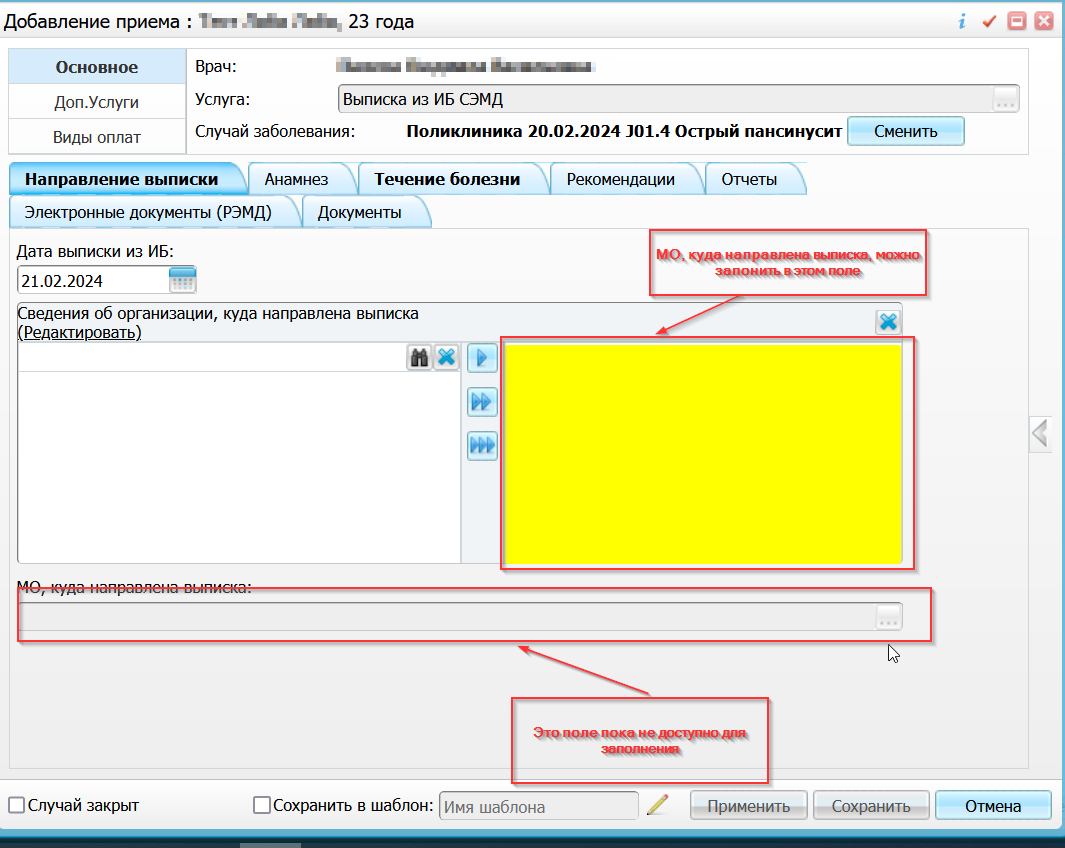 Добавление приема : 23 года
Основное
Доп.Услуги
Виды оплат
Врач:
Услуга: Выписка из ИБ СЭМД ...
Случай заболевания: Поликлиника 20.02.2024 J01.4 Острый пансинусит Сменить
Направление выписки Анамнез Течение болезни Рекомендации Отчеты
Электронные документы (РЭМД) Документы
Дата выписки из ИБ:
21.02.2024
МО, куда направлена выписка, можно
запонить в этом поле
Сведения об организации, куда направлена выписка
(Редактировать)
МО, куда направлена выписка:
...
Это поле пока не доступно для
заполнения
Случай закрыт Сохранить в шаблон: Имя шаблона Применить Сохранить Отмена